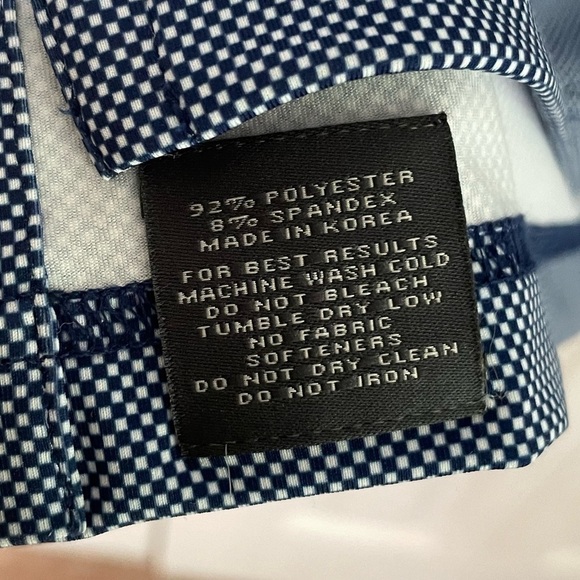 92% POLYESTER
8% SPANDEX
MADE IN KOREA
FOR BEST RESULTS
MACHINE WASH COLD
DO NOT BLEACH
TUMBLE DRY LOW
NO FABRIC
SOFTENERS
DO NOT DRY CLEAN
DO NOT IRON